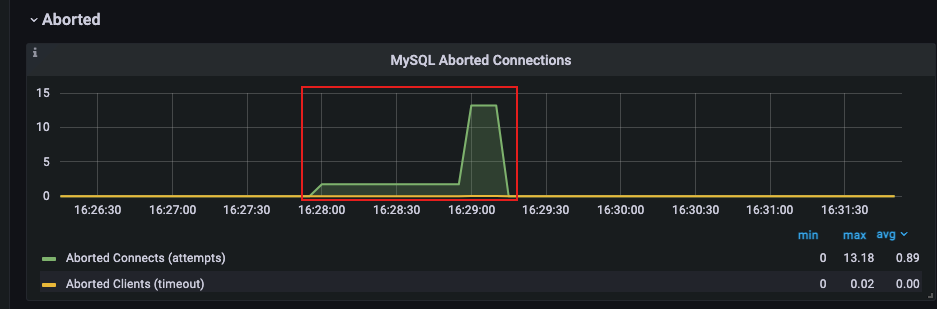 Aborted
i
MySQL Aborted Connections
15
10
5
0
16:26:30 16:27:00 16:27:30 16:28:00 16:28:30 16:29:00 16:29:30 16:30:00 16:30:30 16:31:00 16:31:30
min max avg
Aborted Connects (attempts) 0 13.18 0.89
Aborted Clients (timeout) 0 0.02 0.00